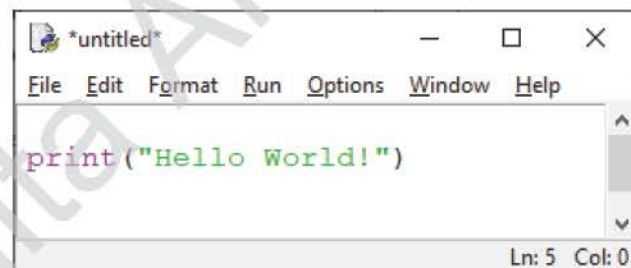 *untitled*
File Edit Format Run Options Window Help
print("Hello World!")
Ln: 5 Col: 0